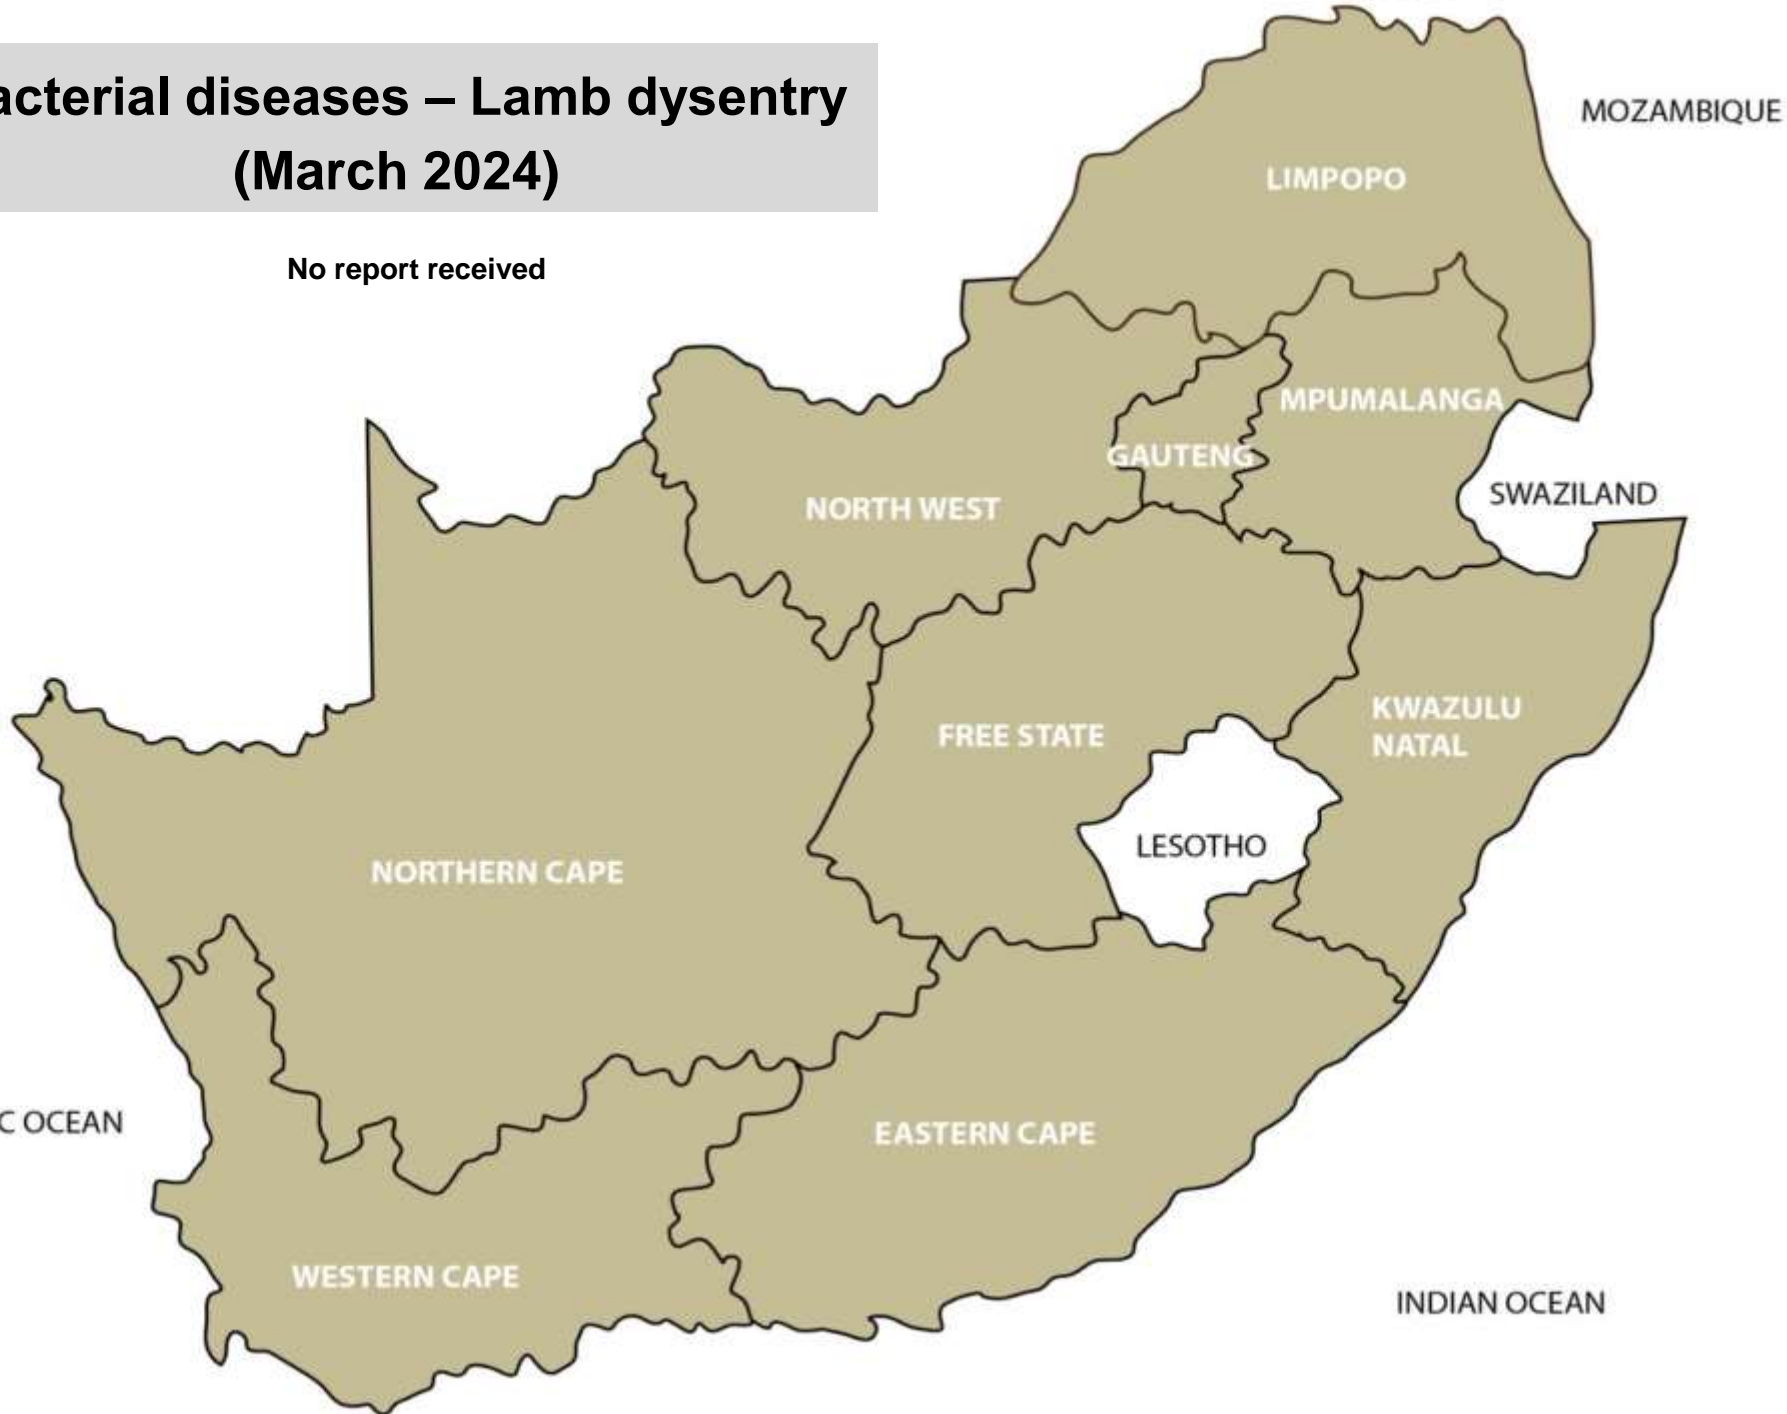 acterial diseases – Lamb dysentry
(March 2024)
No report received
MOZAMBIQUE
LIMPOPO
MPUMALANGA
GAUTENG
SWAZILAND
NORTH WEST
KWAZULU
NATAL
FREE STATE
LESOTHO
NORTHERN CAPE
C OCEAN
EASTERN CAPE
WESTERN CAPE
INDIAN OCEAN